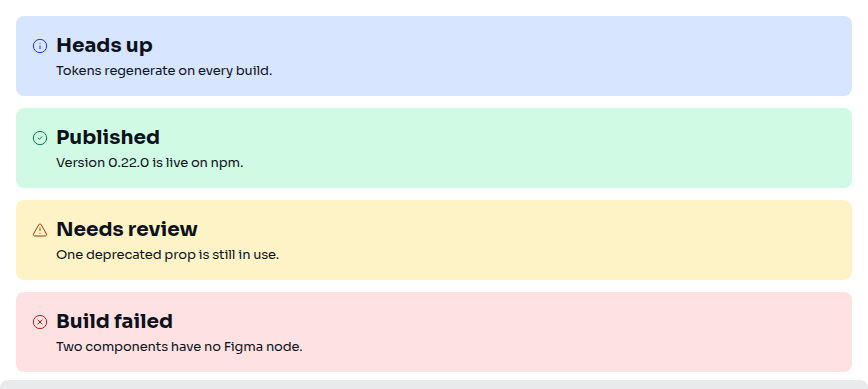 Heads up
Tokens regenerate on every build.
Published
Version 0.22.0 is live on npm.
Needs review
One deprecated prop is still in use.
Build failed
Two components have no Figma node.